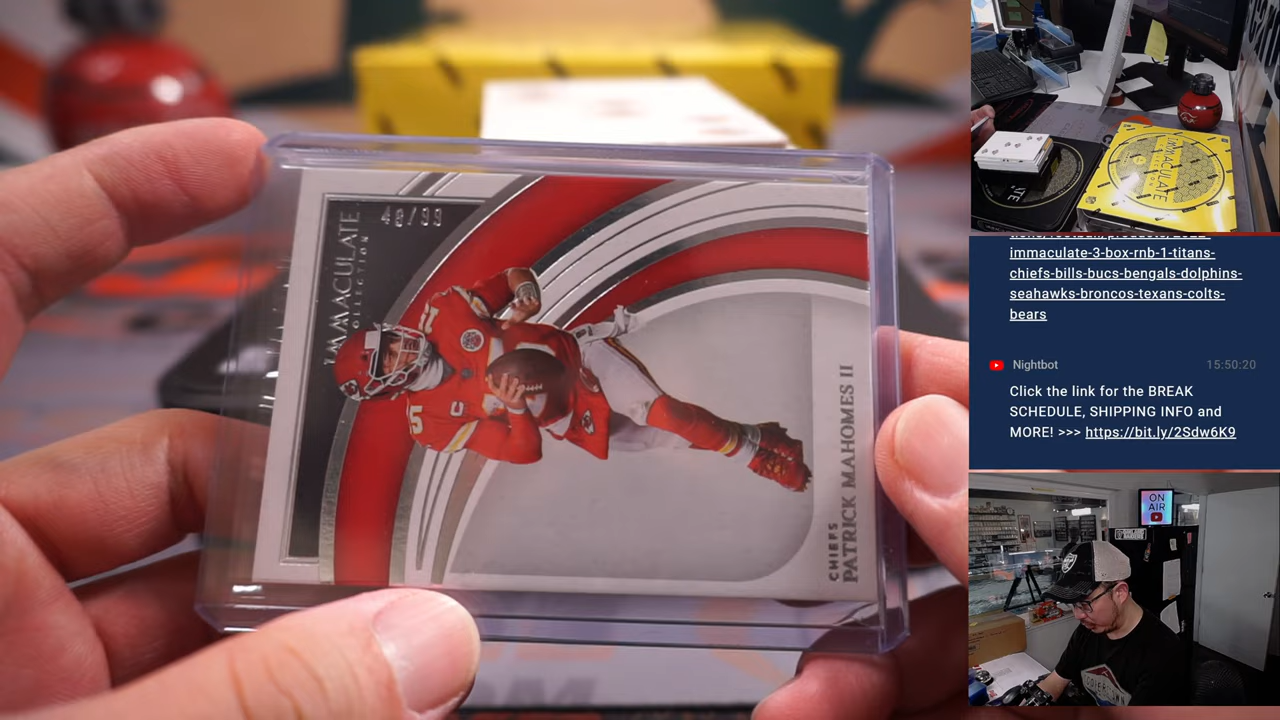 48/99
IMMACULATE
COLLECTION
CHIEFS
PATRICK MAHOMES II
15
C
IMMACULATE
immaculate-3-box-rnb-1-titans-
chiefs-bills-bucs-bengals-dolphins-
seahawks-broncos-texans-colts-
bears
Nightbot
15:50:20
Click the link for the BREAK
SCHEDULE, SHIPPING INFO and
MORE! >>> https://bit.ly/2Sdw6K9
ON
AIR